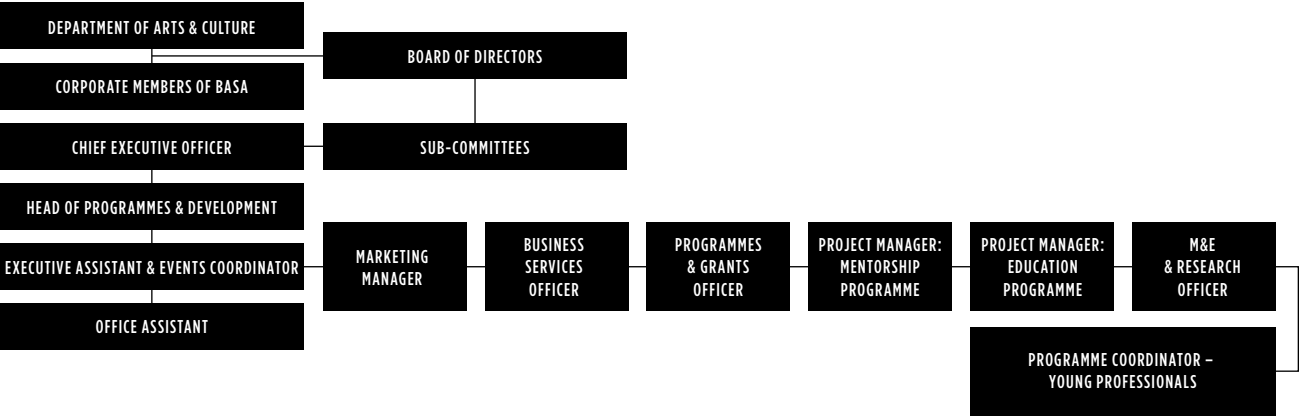 DEPARTMENT OF ARTS & CULTURE
BOARD OF DIRECTORS
CORPORATE MEMBERS OF BASA
CHIEF EXECUTIVE OFFICER
SUB-COMMITTEES
HEAD OF PROGRAMMES & DEVELOPMENT
EXECUTIVE ASSISTANT & EVENTS COORDINATOR
OFFICE ASSISTANT
MARKETING
MANAGER
BUSINESS
SERVICES
OFFICER
PROGRAMMES
& GRANTS
OFFICER
PROJECT MANAGER:
MENTORSHIP
PROGRAMME
PROJECT MANAGER:
EDUCATION
PROGRAMME
M&E
& RESEARCH
OFFICER
PROGRAMME COORDINATOR –
YOUNG PROFESSIONALS